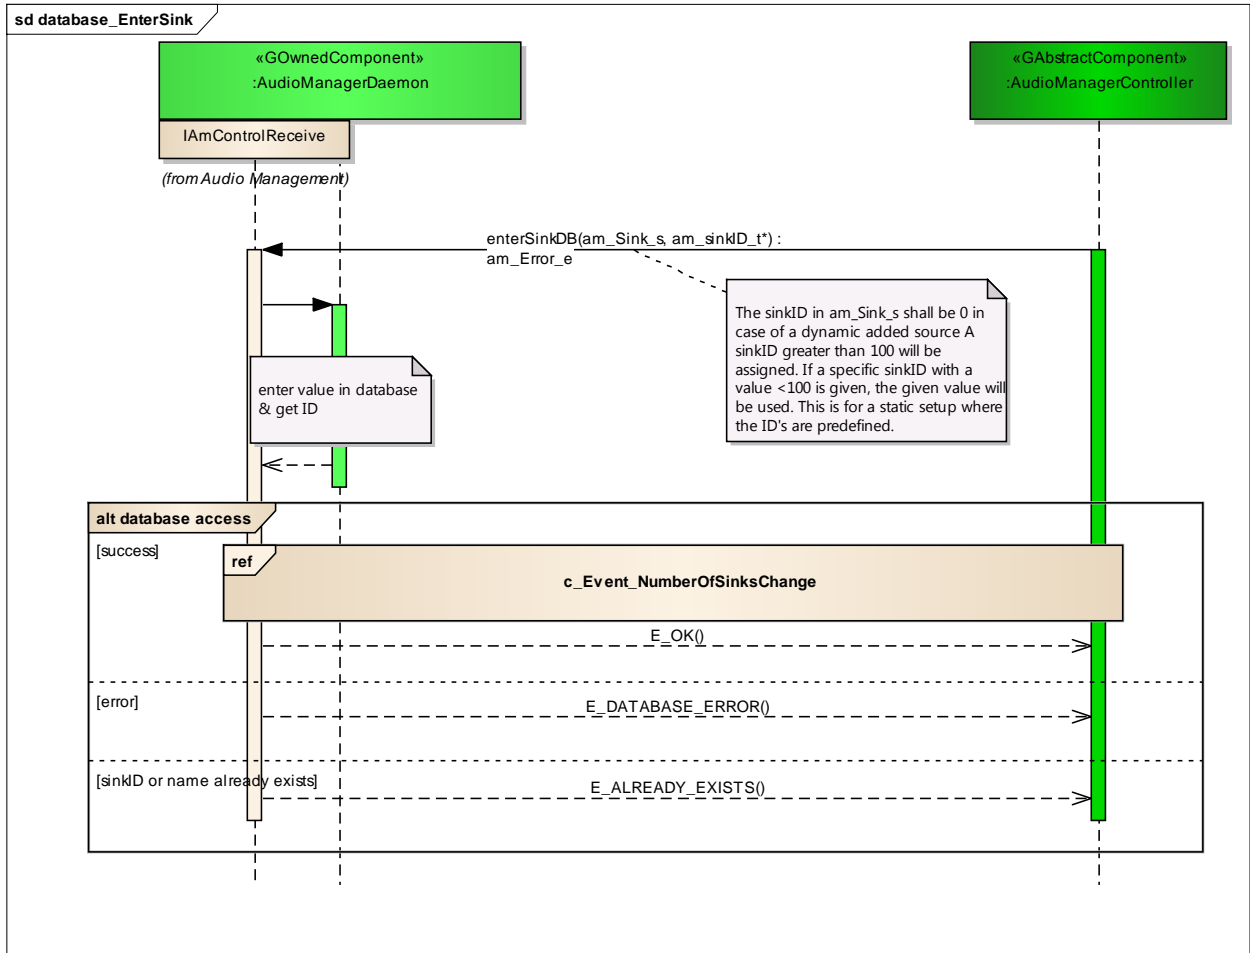 sd database_EnterSink
«GOwnedComponent»
:AudioManagerDaemon
«GAbstractComponent»
:AudioManagerController
IAmControlReceive
(from Audio Management)
enterSinkDB(am_Sink_s, am_sinkID_t*) :
am_Error_e
The sinkID in am_Sink_s shall be 0 in
case of a dynamic added source A
sinkID greater than 100 will be
assigned. If a specific sinkID with a
value <100 is given, the given value will
be used. This is for a static setup where
the ID's are predefined.
enter value in database
& get ID
alt database access
[success]
ref
c_Event_NumberOfSinksChange
E_OK()
[error]
E_DATABASE_ERROR()
[sinkID or name already exists]
E_ALREADY_EXISTS()